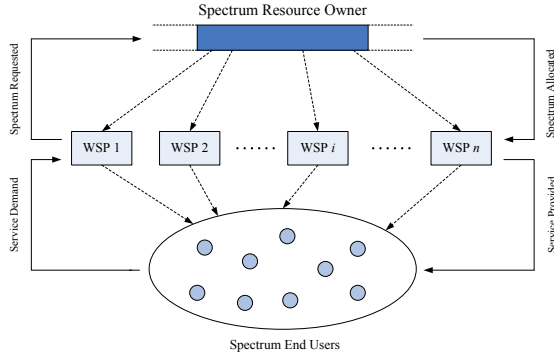 Spectrum Resource Owner
Spectrum Requested
Spectrum Allocated
WSP 1
WSP 2
......
WSP i
......
WSP n
Service Demand
Service Provided
Spectrum End Users